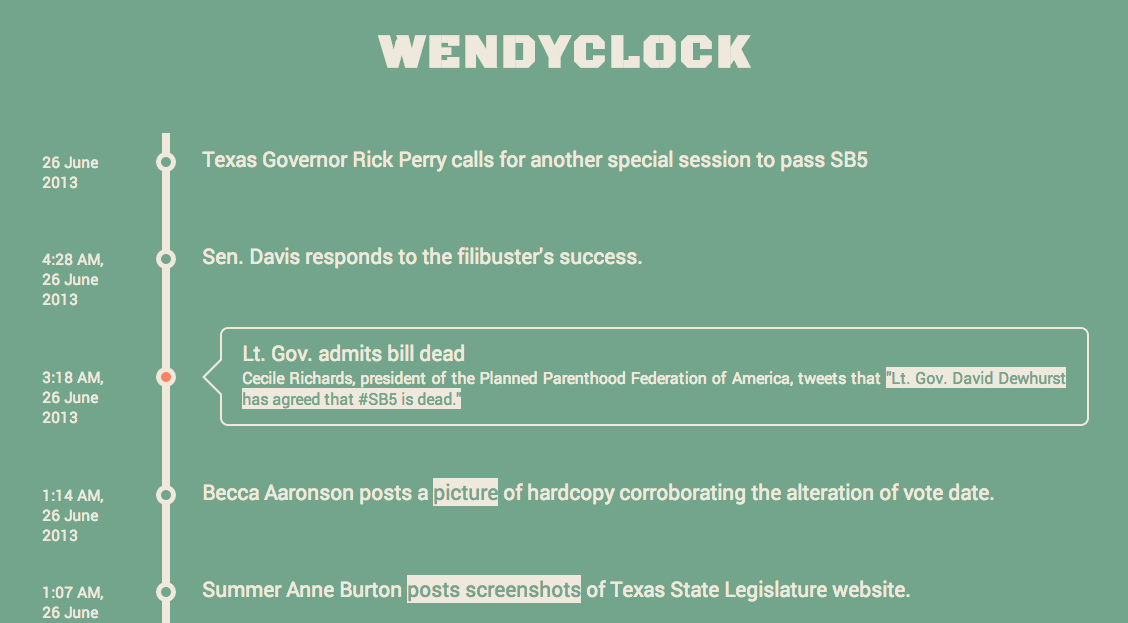 WENDYCLOCK
26 June
2013
Texas Governor Rick Perry calls for another special session to pass SB5
4:28 AM,
26 June
2013
Sen. Davis responds to the filibuster's success.
3:18 AM,
26 June
2013
Lt. Gov. admits bill dead
Cecile Richards, president of the Planned Parenthood Federation of America, tweets that "Lt. Gov. David Dewhurst
has agreed that #SB5 is dead."
1:14 AM,
26 June
2013
Becca Aaronson posts a picture of hardcopy corroborating the alteration of vote date.
1:07 AM,
26 June
Summer Anne Burton posts screenshots of Texas State Legislature website.